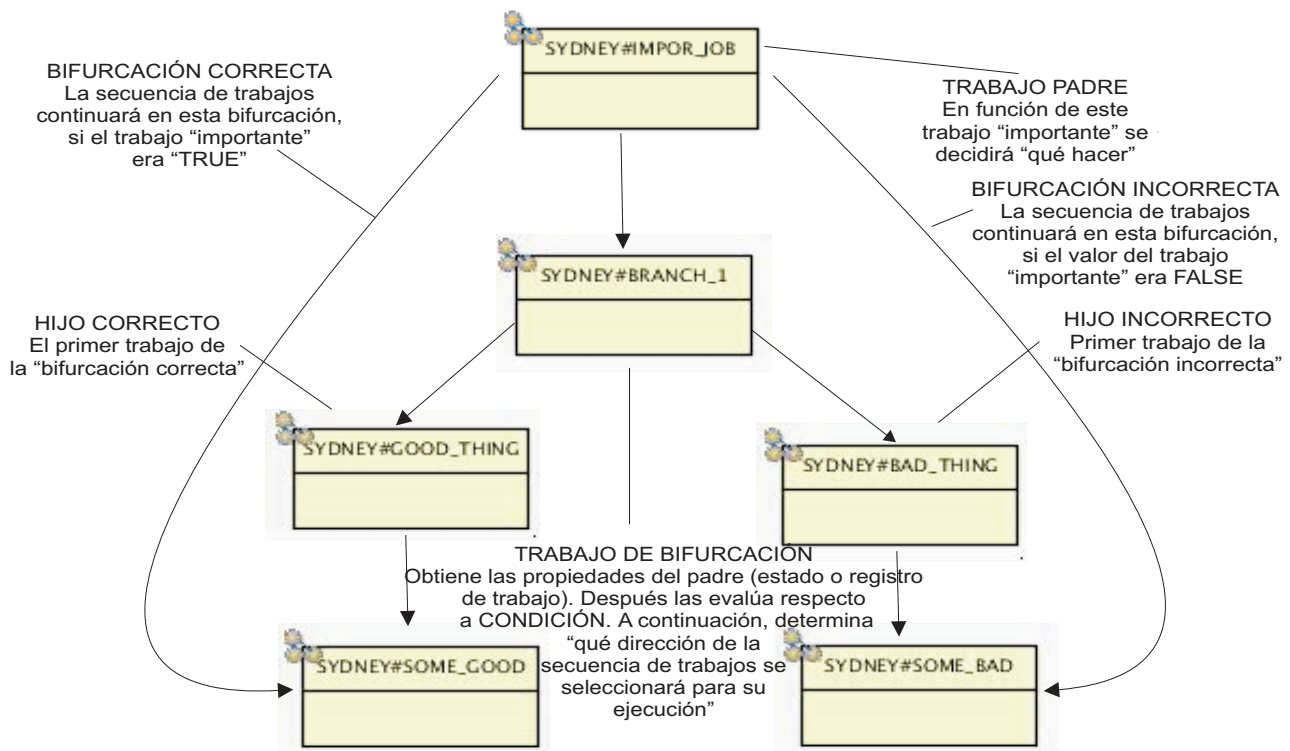 SYDNEY#IMPOR_JOB
BIFURCACIÓN CORRECTA
La secuencia de trabajos
continuará en esta bifurcación,
si el trabajo “importante”
era “TRUE”
TRABAJO PADRE
En función de este
trabajo “importante” se
decidirá “qué hacer”
BIFURCACIÓN INCORRECTA
La secuencia de trabajos
continuará en esta bifurcación,
si el valor del trabajo
“importante” era FALSE
SYDNEY#BRANCH_1
HIJO CORRECTO
El primer trabajo de
la “bifurcación correcta”
HIJO INCORRECTO
Primer trabajo de la
“bifurcación incorrecta”
SYDNEY#GOOD_THING
SYDNEY#BAD_THING
TRABAJO DE BIFURCACIÓN
Obtiene las propiedades del padre (estado o registro
de trabajo). Después las evalúa respecto
a CONDICIÓN. A continuación, determina
“qué dirección de la
secuencia de trabajos se
seleccionará para su
ejecución”
SYDNEY#SOME_GOOD
SYDNEY#SOME_BAD